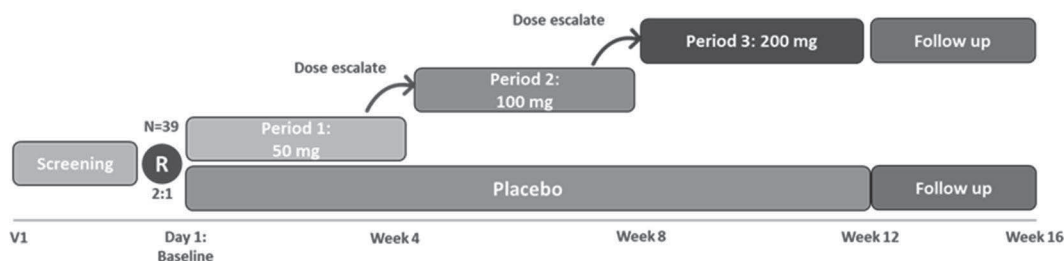 Dose escalate
Period 3: 200 mg
Follow up
Dose escalate
Period 2:
100 mg
N=39
Period 1:
50 mg
Screening
R
2:1
Placebo
Follow up
V1
Day 1:
Baseline
Week 4
Week 8
Week 12
Week 16